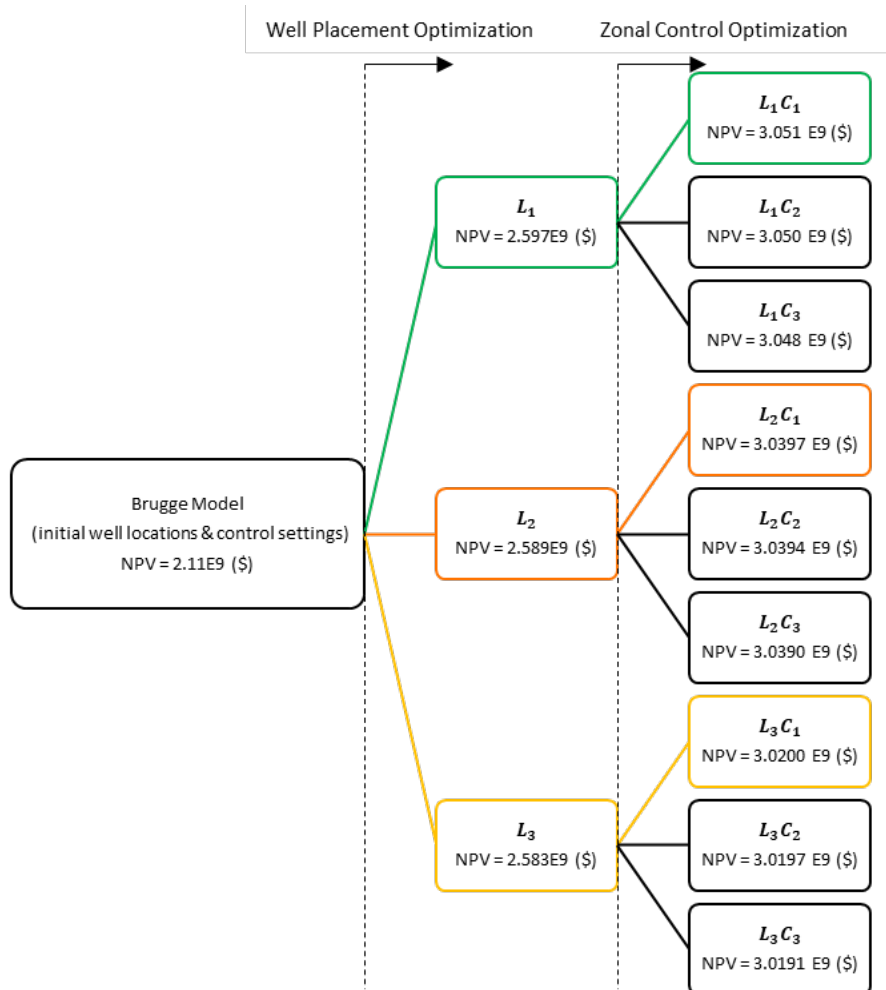 Well Placement Optimization
Zonal Control Optimization
L₁C₁
NPV = 3.051 E9 ($)
L₁
NPV = 2.597E9 ($)
L₁C₂
NPV = 3.050 E9 ($)
L₁C₃
NPV = 3.048 E9 ($)
L₂C₁
NPV = 3.0397 E9 ($)
Brugge Model
(initial well locations & control settings)
NPV = 2.11E9 ($)
L₂
NPV = 2.589E9 ($)
L₂C₂
NPV = 3.0394 E9 ($)
L₂C₃
NPV = 3.0390 E9 ($)
L₃C₁
NPV = 3.0200 E9 ($)
L₃
NPV = 2.583E9 ($)
L₃C₂
NPV = 3.0197 E9 ($)
L₃C₃
NPV = 3.0191 E9 ($)